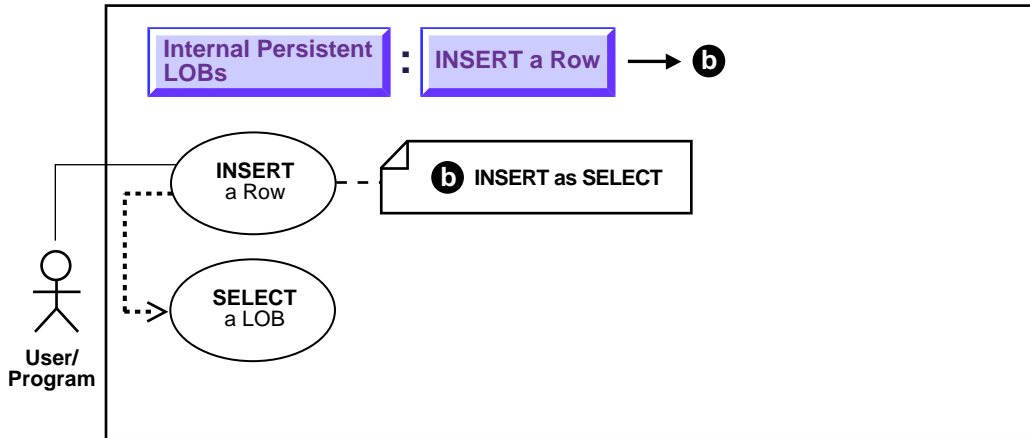 Internal Persistent
LOBs
:
INSERT a Row
b
INSERT
a Row
b INSERT as SELECT
SELECT
a LOB
User/
Program